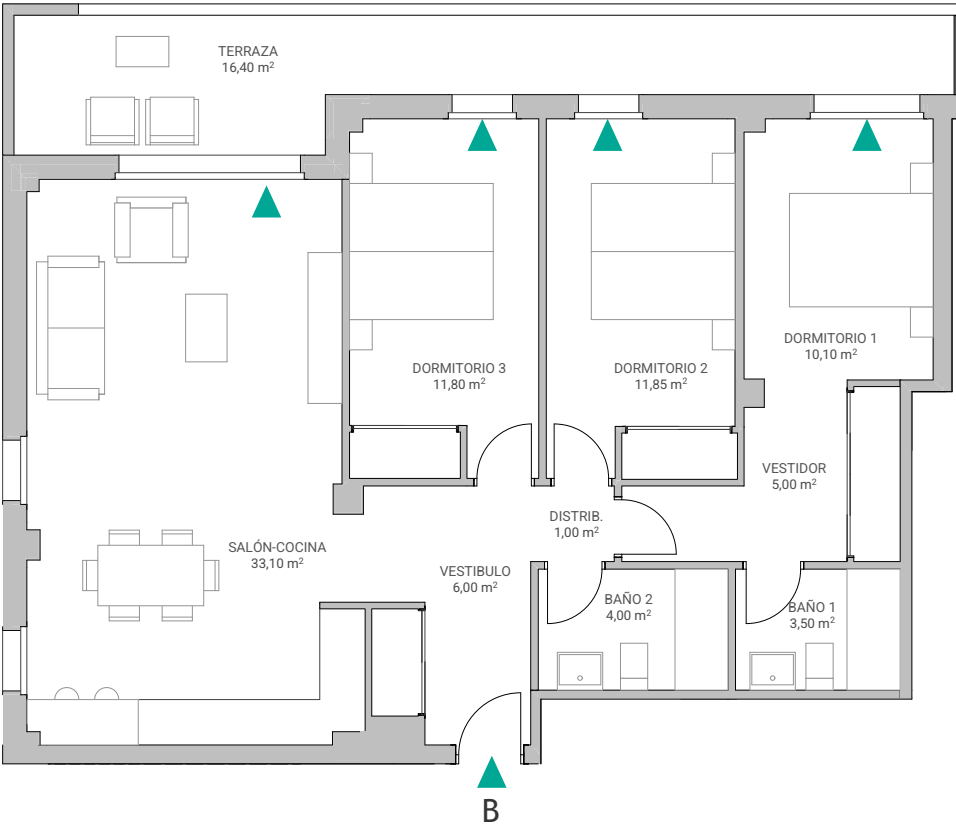 TERRAZA
16,40 m²
DORMITORIO 1
10,10 m²
DORMITORIO 3
11,80 m²
DORMITORIO 2
11,85 m²
VESTIDOR
5,00 m²
DISTRIB.
1,00 m²
SALÓN-COCINA
33,10 m²
VESTIBULO
6,00 m²
BAÑO 2
4,00 m²
BAÑO 1
3,50 m²
B